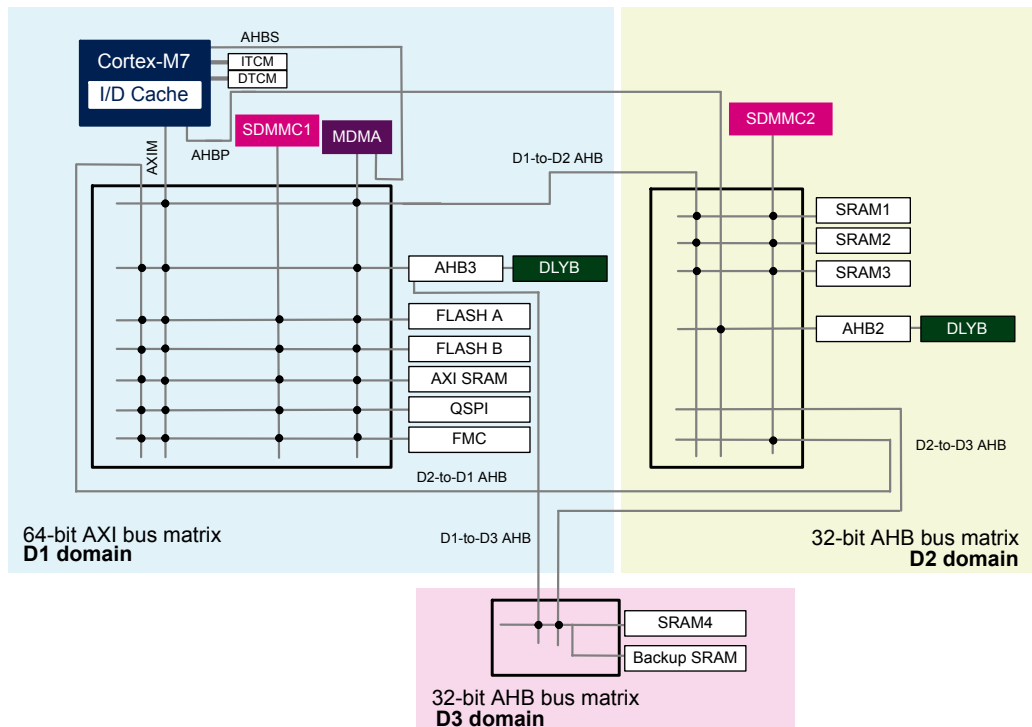 AHBS
Cortex-M7
I/D Cache
ITCM
DTCM
SDMMC1
MDMA
SDMMC2
AXIM
AHBP
D1-to-D2 AHB
SRAM1
SRAM2
SRAM3
AHB3
DLYB
FLASH A
FLASH B
AXI SRAM
QSPI
FMC
AHB2
DLYB
D2-to-D1 AHB
D2-to-D3 AHB
64-bit AXI bus matrix
D1 domain
D1-to-D3 AHB
32-bit AHB bus matrix
D2 domain
SRAM4
Backup SRAM
32-bit AHB bus matrix
D3 domain